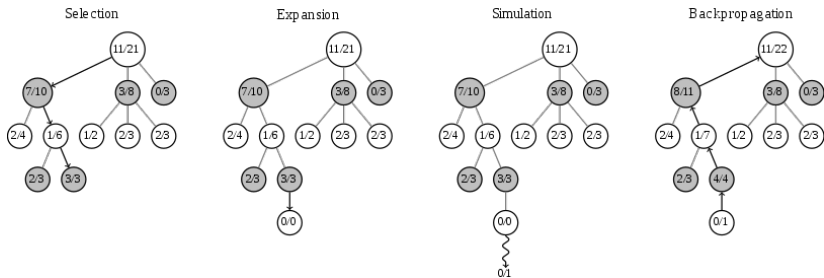 Selection
11/21
7/10 3/8 0/3
2/4 1/6 1/2 2/3 2/3
2/3 3/3
Expansion
11/21
7/10 3/8 0/3
2/4 1/6 1/2 2/3 2/3
2/3 3/3
0/0
Simulation
11/21
7/10 3/8 0/3
2/4 1/6 1/2 2/3 2/3
2/3 3/3
0/0
0/1
Backpropagation
11/22
8/11 3/8 0/3
2/4 1/7 1/2 2/3 2/3
2/3 4/4
0/1